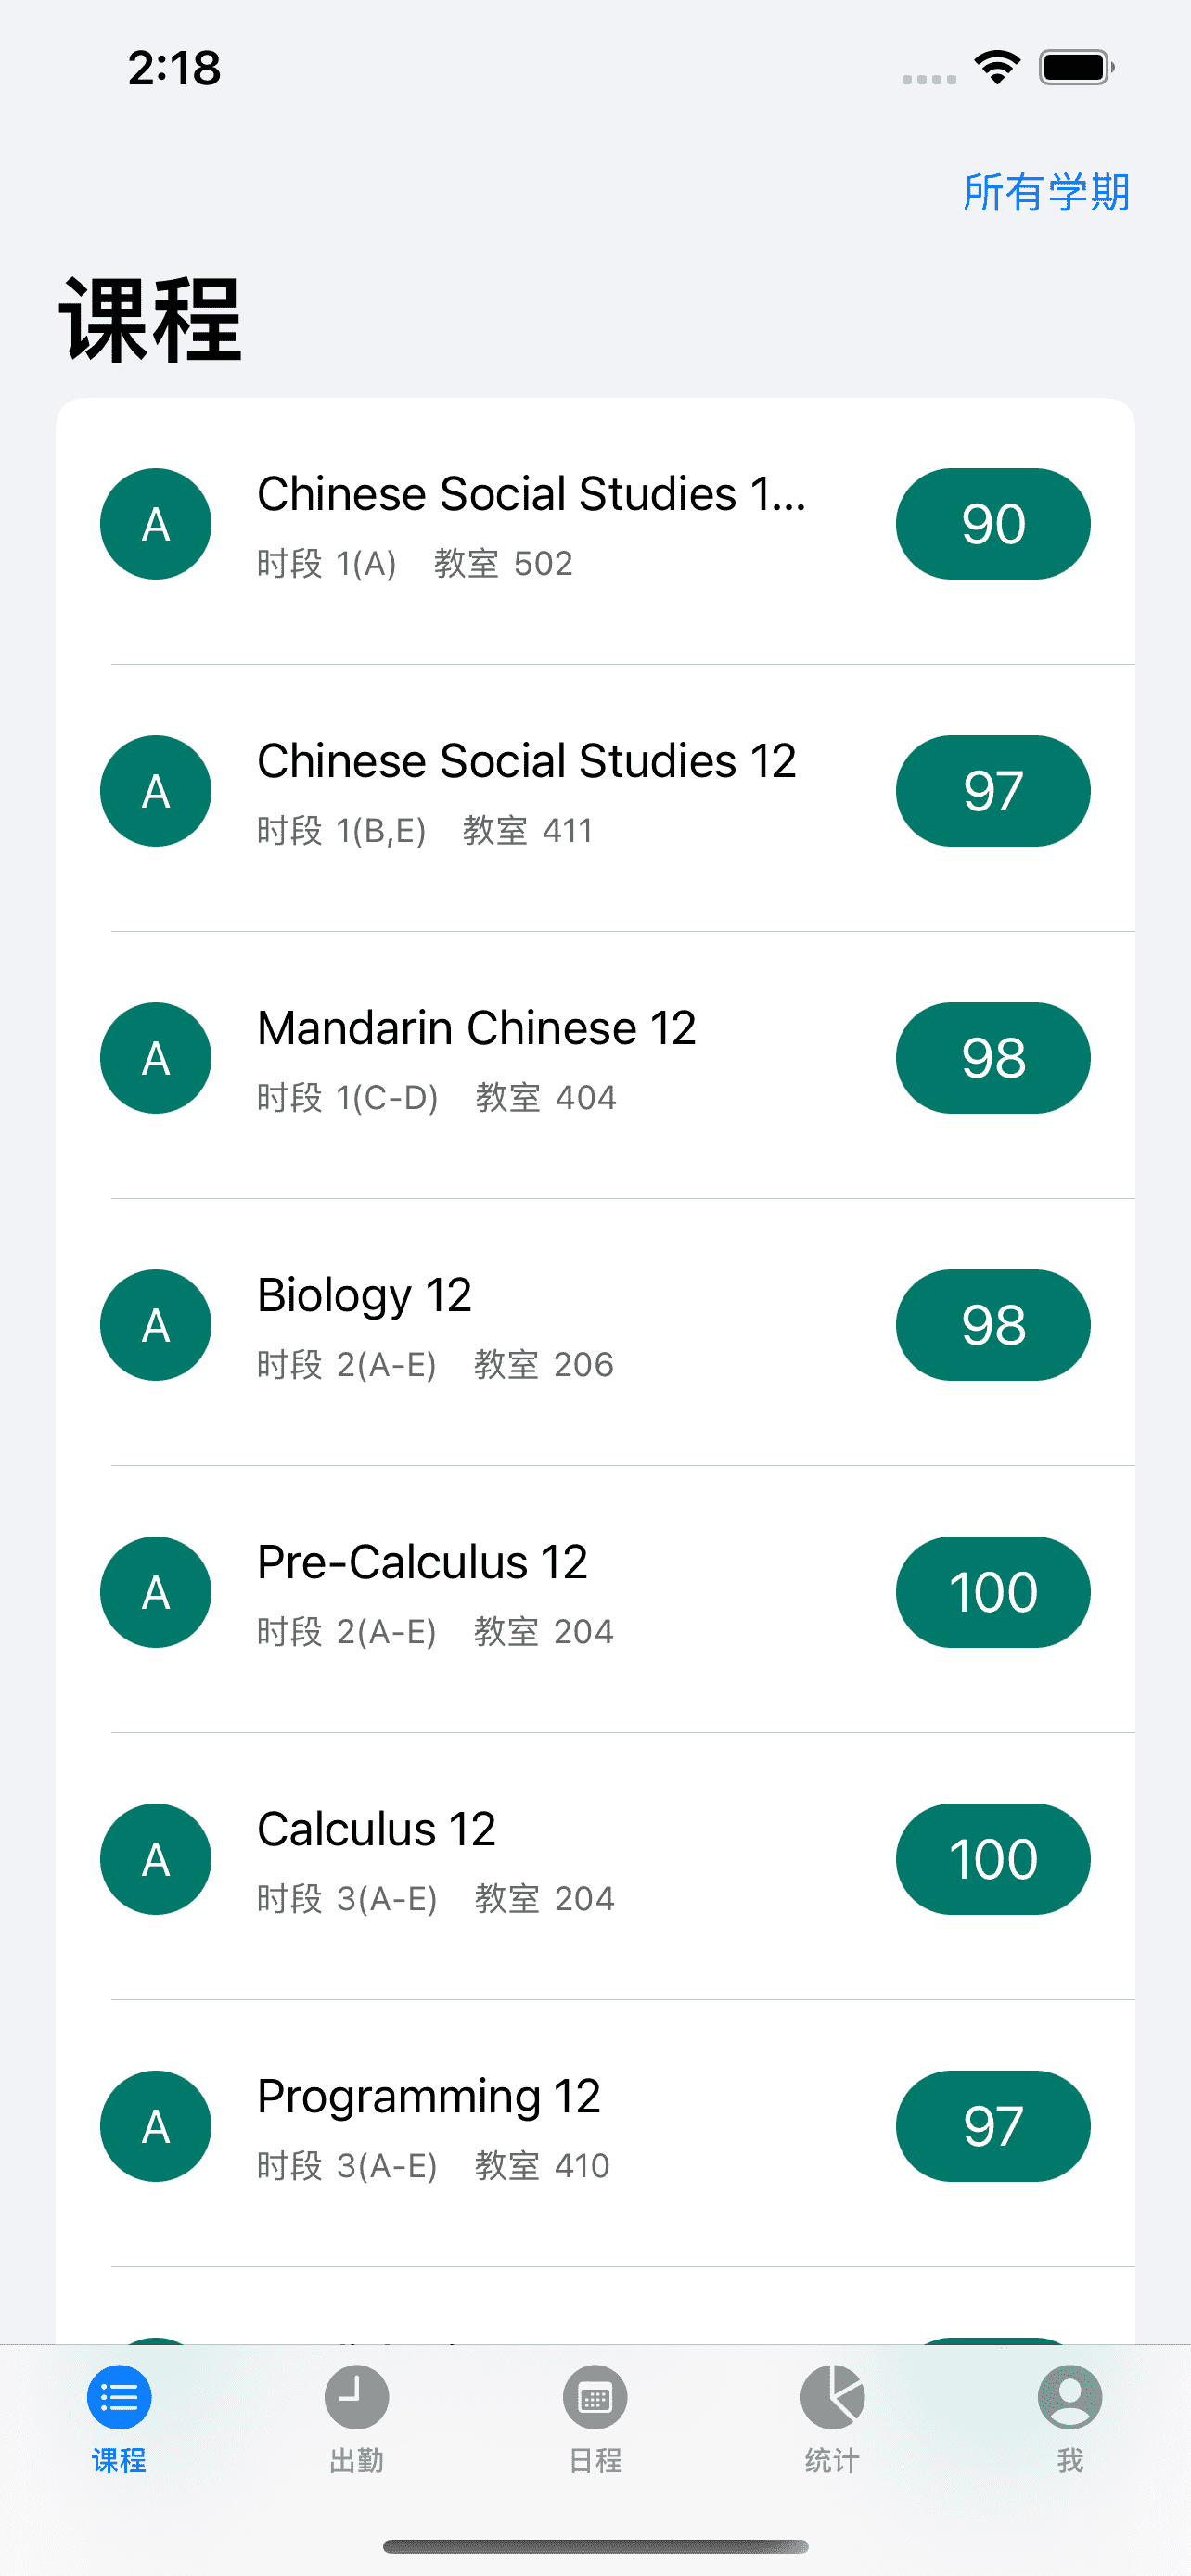 2:18
所有学期
课程
A
Chinese Social Studies 1...
时段 1(A) 教室 502
90
A
Chinese Social Studies 12
时段 1(B,E) 教室 411
97
A
Mandarin Chinese 12
时段 1(C-D) 教室 404
98
A
Biology 12
时段 2(A-E) 教室 206
98
A
Pre-Calculus 12
时段 2(A-E) 教室 204
100
A
Calculus 12
时段 3(A-E) 教室 204
100
A
Programming 12
时段 3(A-E) 教室 410
97
课程
出勤
日程
统计
我